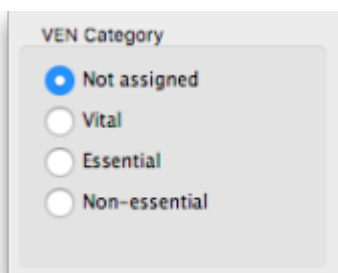 VEN Category
Not assigned
Vital
Essential
Non-essential